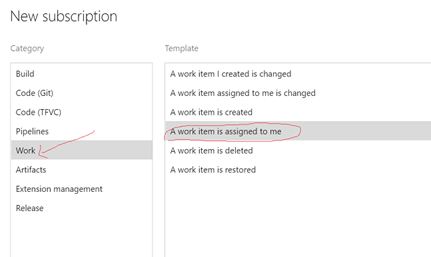 New subscription
Category
Template
Build
Code (Git)
Code (TFVC)
Pipelines
Work
Artifacts
Extension management
Release
A work item I created is changed
A work item assigned to me is changed
A work item is created
A work item is assigned to me
A work item is deleted
A work item is restored